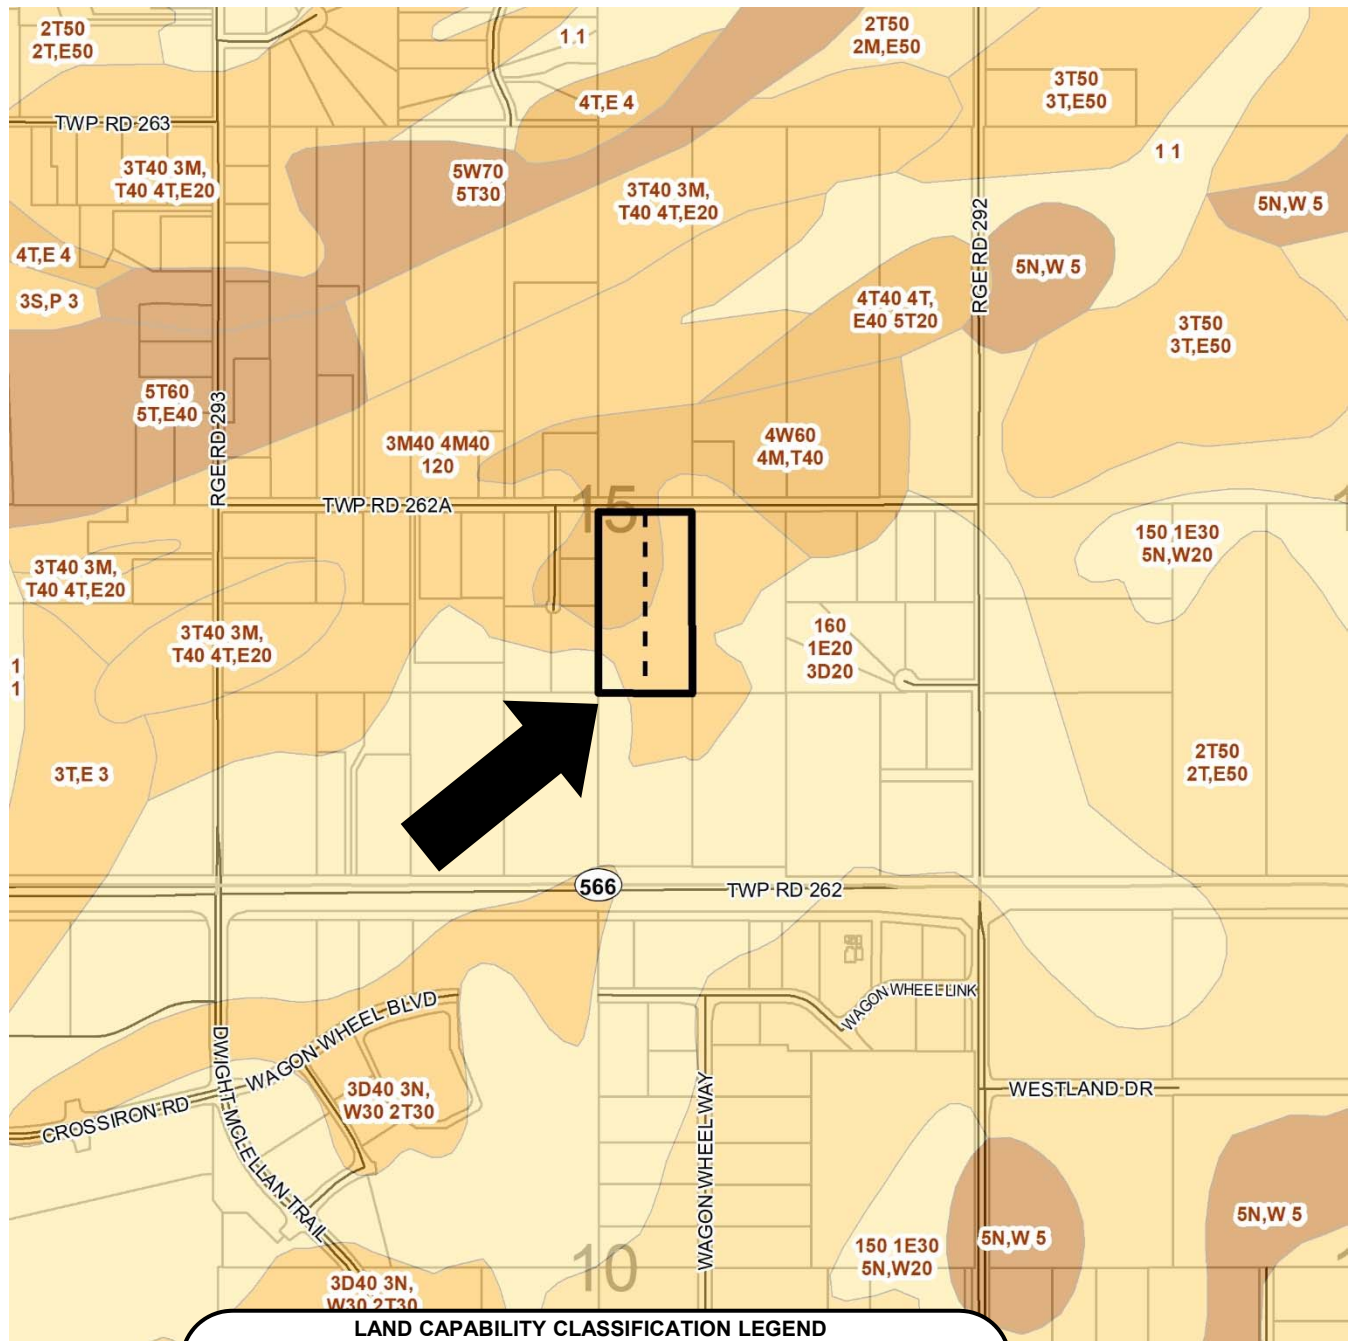 2T50
2T,E50
1 1
2T50
2M,E50
3T50
3T,E50
4T,E 4
TWP RD 263
1 1
3T40 3M,
T40 4T,E20
5W70
5T30
3T40 3M,
T40 4T,E20
5N,W 5
RGE RD 292
4T,E 4
5N,W 5
3S,P 3
4T40 4T,
E40 5T20
3T50
3T,E50
5T60
5T,E40
RGE RD 293
3M40 4M40
120
4W60
4M,T40
15
1
TWP RD 262A
150 1E30
5N,W20
3T40 3M,
T40 4T,E20
3T40 3M,
T40 4T,E20
160
1E20
3D20
1
1
3T,E 3
2T50
2T,E50
566
TWP RD 262
WAGON WHEEL LINK
WAGON WHEEL BLVD
DWIGHT MCLELLAN TRAIL
3D40 3N,
W30 2T30
WAGON WHEEL WAY
WESTLAND DR
CROSSIRON RD
5N,W 5
5N,W 5
150 1E30
5N,W20
10
1
3D40 3N,
W30 2T30
LAND CAPABILITY CLASSIFICATION LEGEND